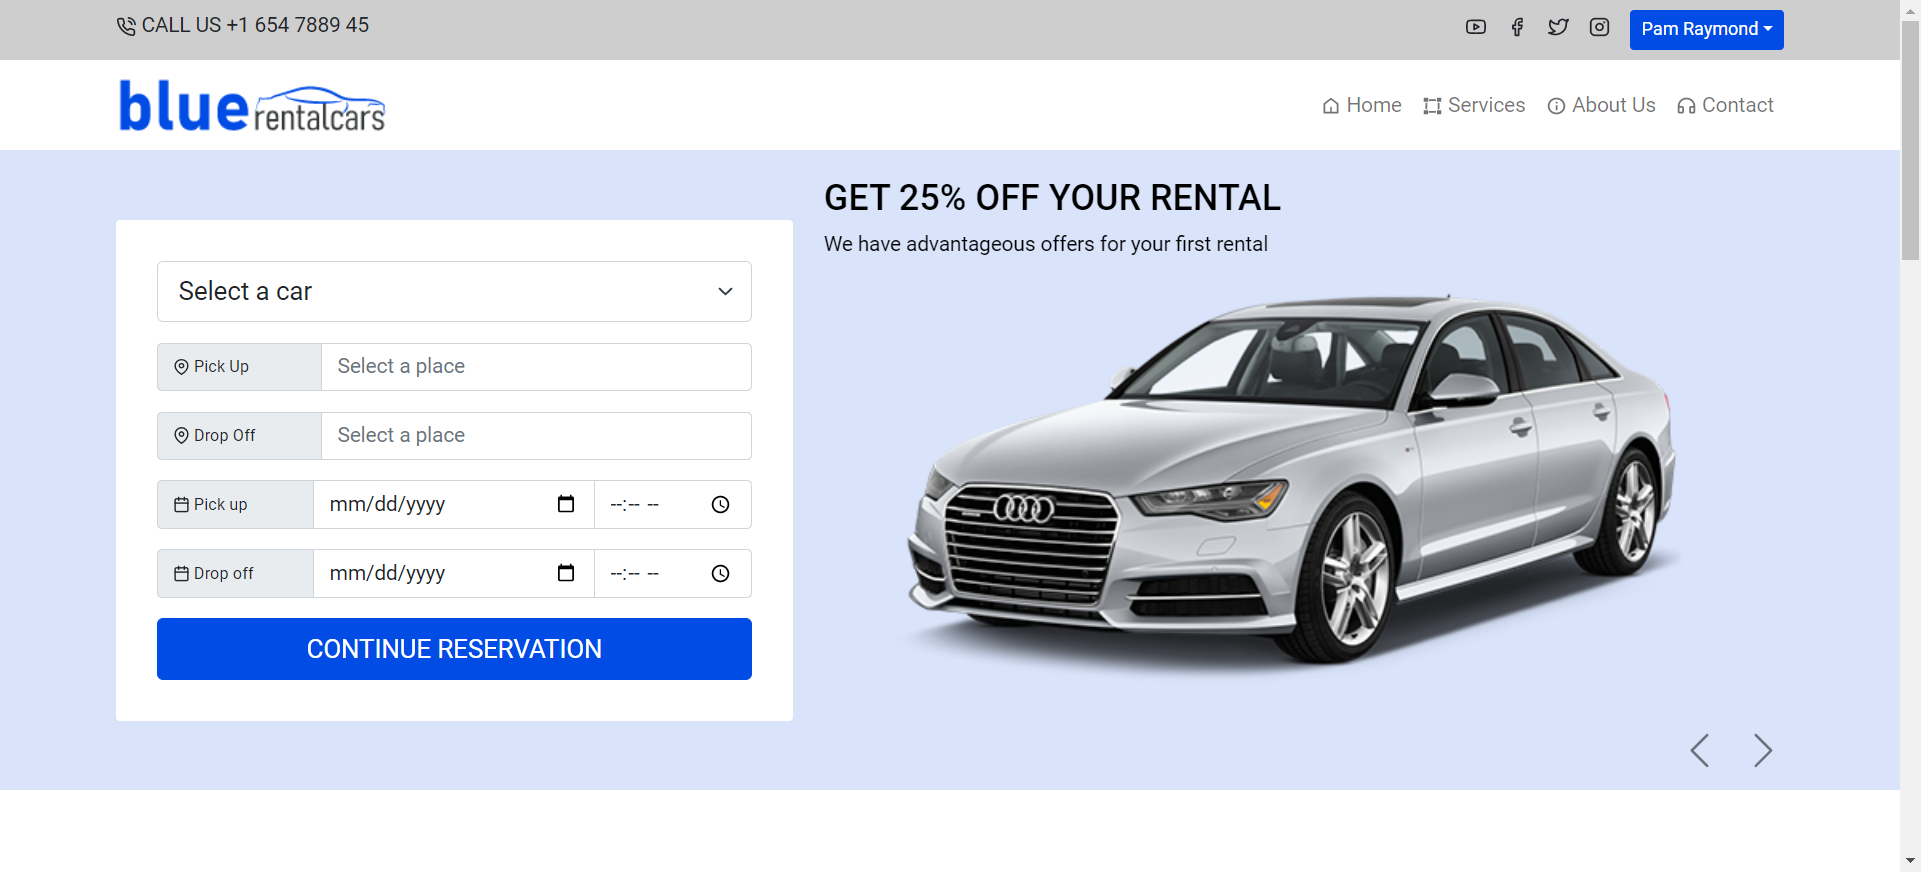 CALL US +1 654 7889 45
Pam Raymond
blue rentalcars
Home
Services
About Us
Contact
GET 25% OFF YOUR RENTAL
We have advantageous offers for your first rental
Select a car
Pick Up
Select a place
Drop Off
Select a place
Pick up
mm/dd/yyyy
--:-- --
Drop off
mm/dd/yyyy
--:-- --
CONTINUE RESERVATION